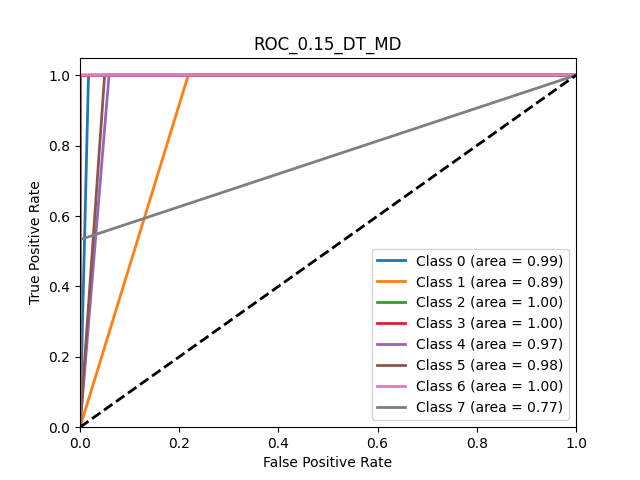 ROC_0.15_DT_MD
True Positive Rate
1.0
0.8
0.6
0.4
0.2
0.0
Class 0 (area = 0.99)
Class 1 (area = 0.89)
Class 2 (area = 1.00)
Class 3 (area = 1.00)
Class 4 (area = 0.97)
Class 5 (area = 0.98)
Class 6 (area = 1.00)
Class 7 (area = 0.77)
0.0 0.2 0.4 0.6 0.8 1.0
False Positive Rate